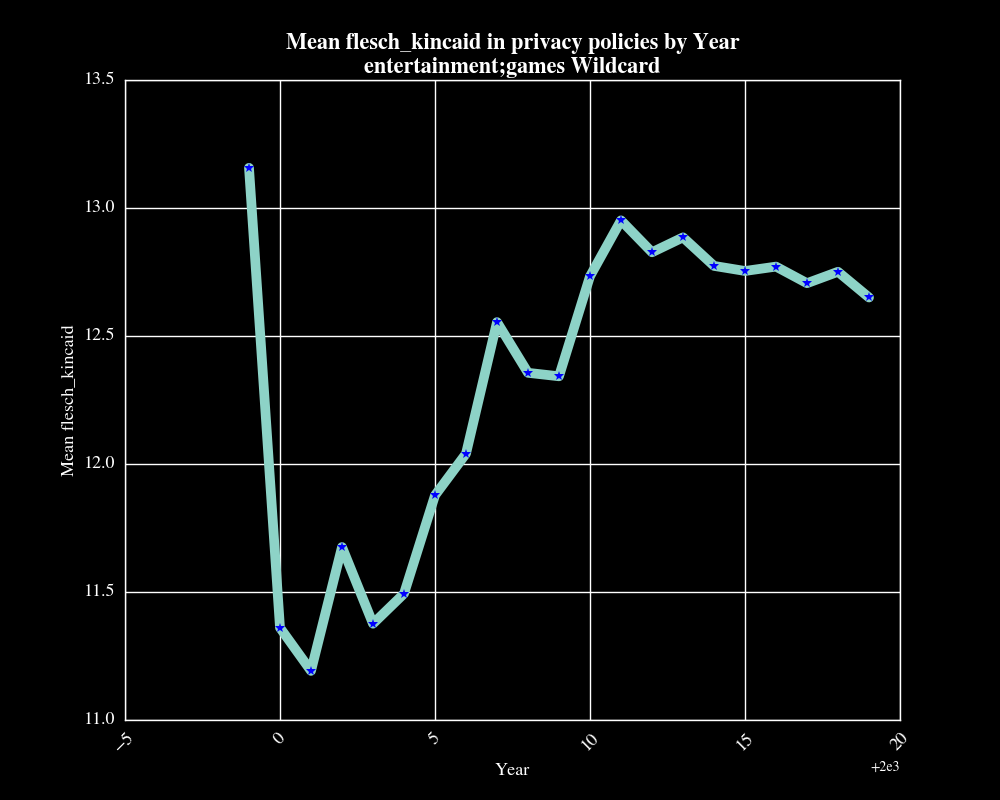 Mean flesch_kincaid in privacy policies by Year
entertainment;games Wildcard
13.5
13.0
12.5
12.0
11.5
11.0
Mean flesch_kincaid
−5
0
5
10
15
20
Year
+2e3